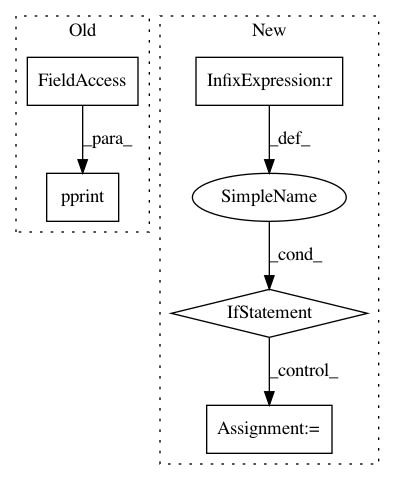 Old
FieldAccess
_para_
pprint
New
InfixExpression:r
_def_
SimpleName
_cond_
IfStatement
_control_
Assignment:=